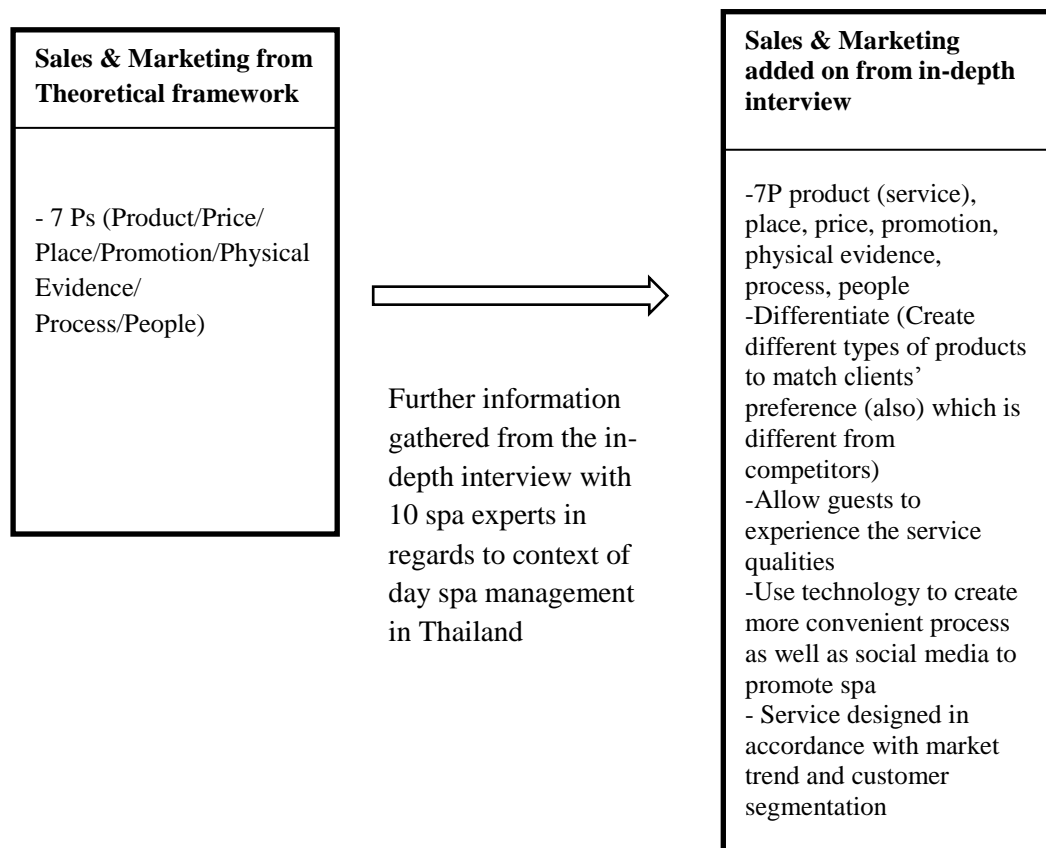 Sales & Marketing from
Theoretical framework
- 7 Ps (Product/Price/
Place/Promotion/Physical
Evidence/
Process/People)
Further information
gathered from the in-
depth interview with
10 spa experts in
regards to context of
day spa management
in Thailand
Sales & Marketing
added on from in-depth
interview
-7P product (service),
place, price, promotion,
physical evidence,
process, people
-Differentiate (Create
different types of products
to match clients’
preference (also) which is
different from
competitors)
-Allow guests to
experience the service
qualities
-Use technology to create
more convenient process
as well as social media to
promote spa
- Service designed in
accordance with market
trend and customer
segmentation